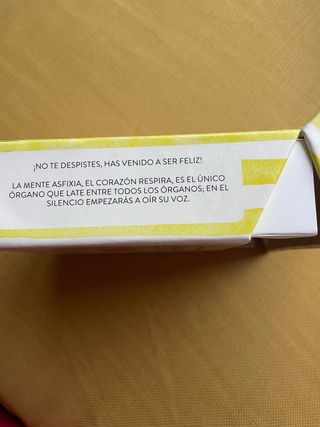 ¡NO TE DESPISTES, HAS VENIDO A SER FELIZ!
LA MENTE ASFIXIA, EL CORAZÓN RESPIRA, ES EL ÚNICO
ÓRGANO QUE LATE ENTRE TODOS LOS ÓRGANOS; EN EL
SILENCIO EMPEZARÁS A OÍR SU VOZ.